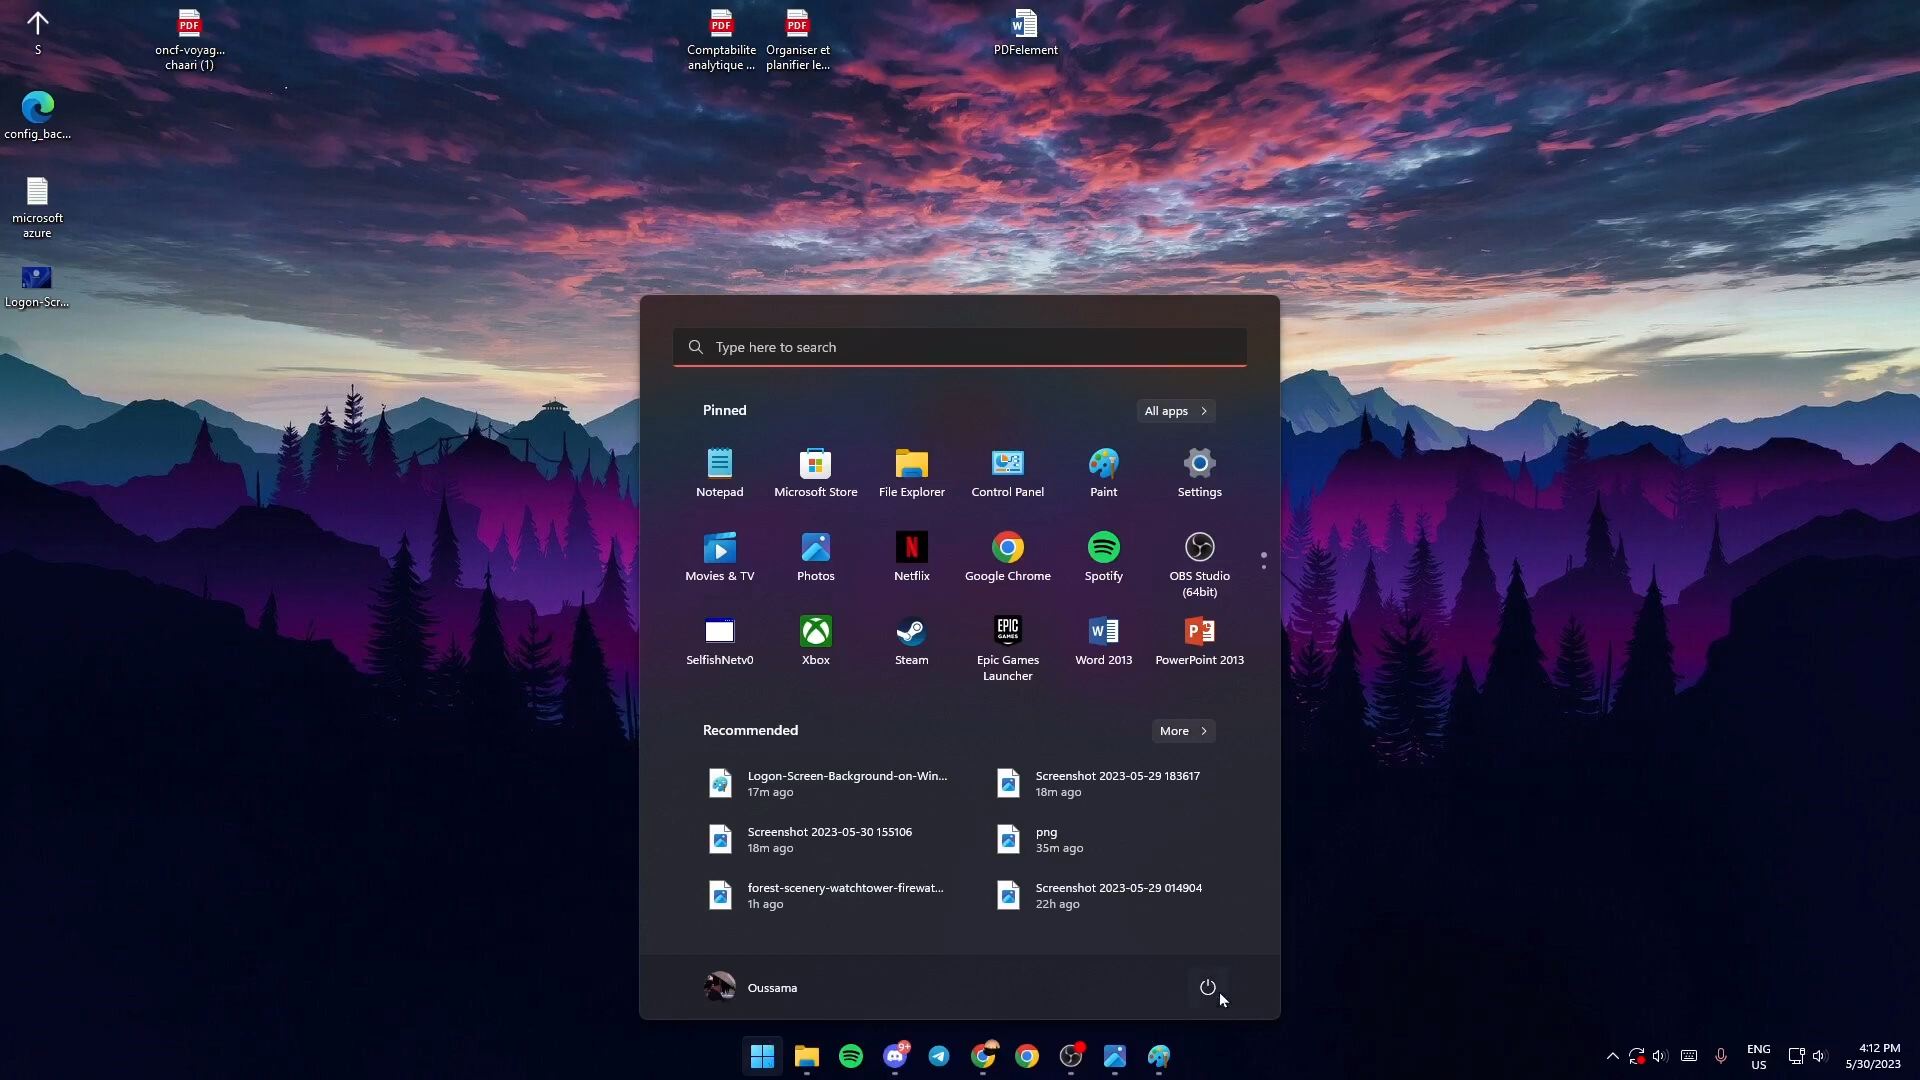 S
oncf-voyag...
chaari (1)
Comptabilite
analytique ...
Organiser et
planifier le...
PDFelement
config_bac...
microsoft
azure
Logon-Scr...
Type here to search
Pinned
All apps
Notepad
Microsoft Store
File Explorer
Control Panel
Paint
Settings
Movies & TV
Photos
Netflix
Google Chrome
Spotify
OBS Studio
(64bit)
SelfishNetv0
Xbox
Steam
Epic Games
Launcher
Word 2013
PowerPoint 2013
Recommended
More
Logon-Screen-Background-on-Win...
17m ago
Screenshot 2023-05-29 183617
18m ago
Screenshot 2023-05-30 155106
18m ago
png
35m ago
forest-scenery-watchtower-firewat...
1h ago
Screenshot 2023-05-29 014904
22h ago
Oussama
9+
ENG
US
4:12 PM
5/30/2023